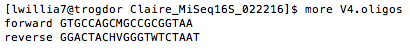 [lwillia7@trogdor Claire_MiSeq16S_022216]$ more V4.oligos
forward GTGCCAGCMGCCGCGGTAA
reverse GGACTACHVGGGTWTCTAAT